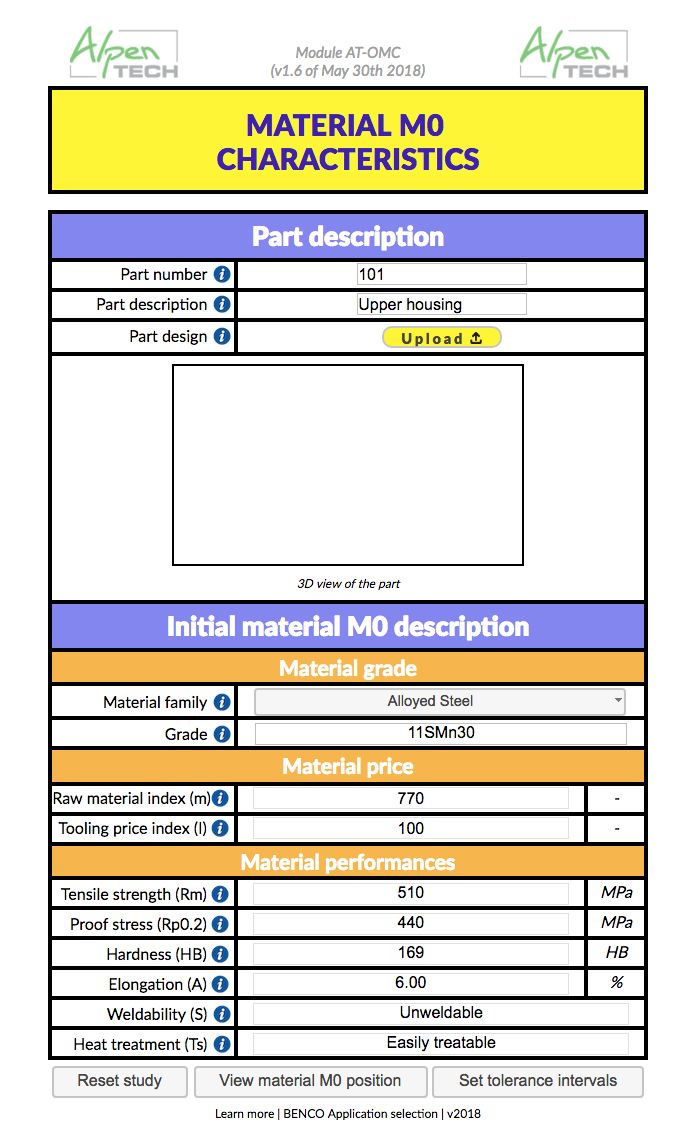 Alpen
TECH
Module AT-OMC
(v1.6 of May 30th 2018)
Alpen
TECH
MATERIAL M0
CHARACTERISTICS
Part description
Part number i 101
Part description i Upper housing
Part design i Upload
3D view of the part
Initial material M0 description
Material grade
Material family i Alloyed Steel
Grade i 11SMn30
Material price
Raw material index (m) i 770 -
Tooling price index (l) i 100 -
Material performances
Tensile strength (Rm) i 510 MPa
Proof stress (Rp0.2) i 440 MPa
Hardness (HB) i 169 HB
Elongation (A) i 6.00 %
Weldability (S) i Unweldable
Heat treatment (Ts) i Easily treatable
Reset study View material M0 position Set tolerance intervals
Learn more | BENCO Application selection | v2018